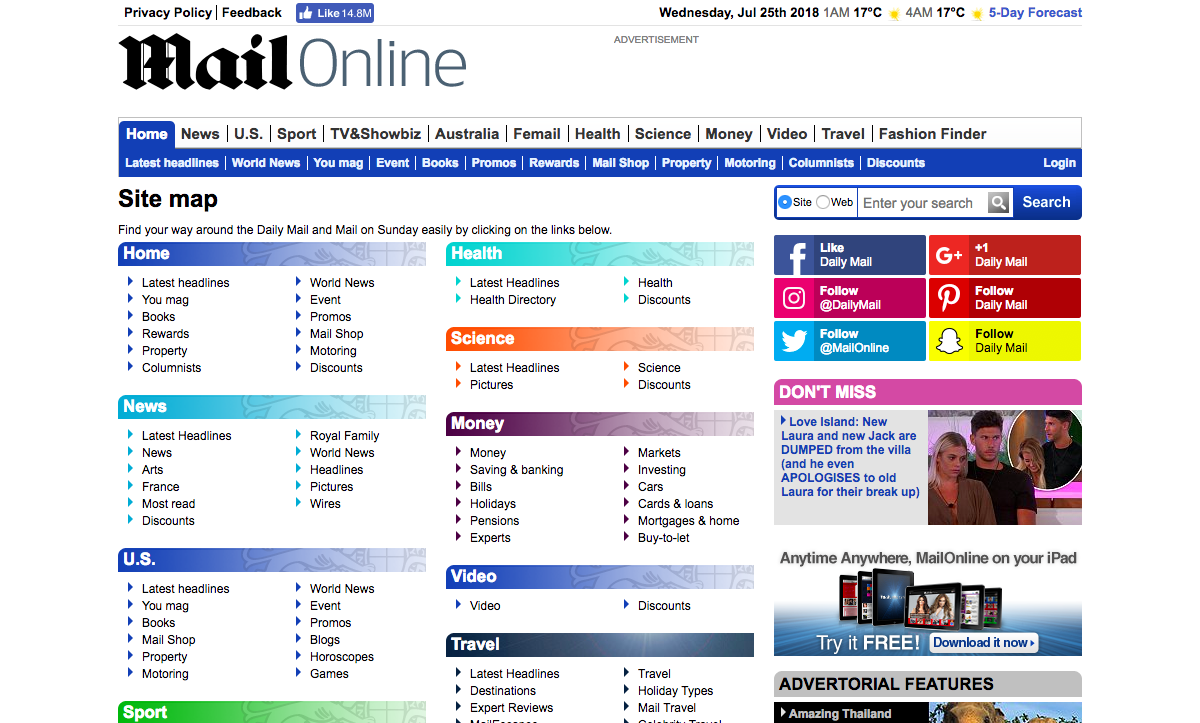 Privacy Policy | Feedback Like 14.8M
Wednesday, Jul 25th 2018 1AM 17°C 4AM 17°C 5-Day Forecast
Mail Online
ADVERTISEMENT
Home News U.S. Sport TV&Showbiz Australia Femail Health Science Money Video Travel Fashion Finder
Latest headlines World News You mag Event Books Promos Rewards Mail Shop Property Motoring Columnists Discounts Login
Site map
Find your way around the Daily Mail and Mail on Sunday easily by clicking on the links below.
Home
Latest headlines World News
You mag Event
Books Promos
Rewards Mail Shop
Property Motoring
Columnists Discounts
News
Latest Headlines Royal Family
News World News
Arts Headlines
France Pictures
Most read Wires
Discounts
U.S.
Latest headlines World News
You mag Event
Books Promos
Mail Shop Blogs
Property Horoscopes
Motoring Games
Sport
Health
Latest Headlines Health
Health Directory Discounts
Science
Latest Headlines Science
Pictures Discounts
Money
Money Markets
Saving & banking Investing
Bills Cars
Holidays Cards & loans
Pensions Mortgages & home
Experts Buy-to-let
Video
Video Discounts
Travel
Latest Headlines Travel
Destinations Holiday Types
Expert Reviews Mail Travel
Site Web Enter your search Search
Like
Daily Mail
+1
Daily Mail
Follow
@DailyMail
Follow
Daily Mail
Follow
@MailOnline
Follow
Daily Mail
DON'T MISS
Love Island: New
Laura and new Jack are
DUMPED from the villa
(and he even
APOLOGISES to old
Laura for their break up)
Anytime Anywhere, MailOnline on your iPad
Try it FREE! Download it now
ADVERTORIAL FEATURES
Amazing Thailand